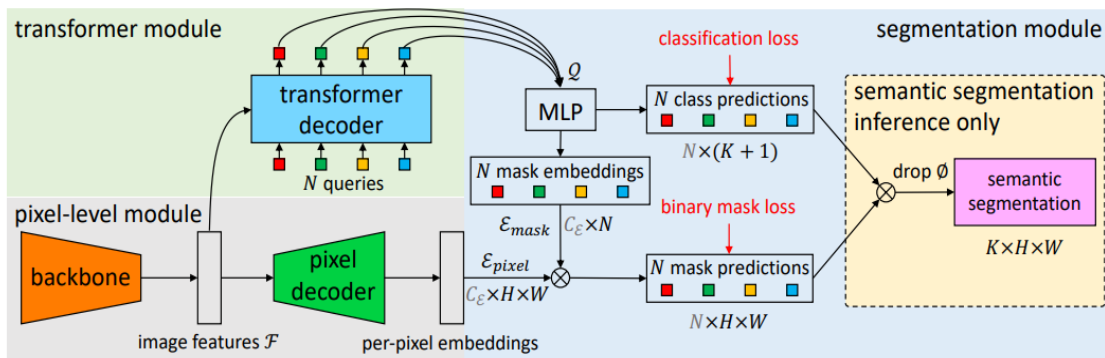 transformer module
transformer
decoder
N queries
pixel-level module
backbone
image features ℱ
pixel
decoder
per-pixel embeddings
segmentation module
Q
MLP
N mask embeddings
ℰ_mask C_ℰ×N
ℰ_pixel
C_ℰ×H×W
classification loss
N class predictions
N×(K + 1)
binary mask loss
N mask predictions
N×H×W
semantic segmentation
inference only
drop ∅
semantic
segmentation
K×H×W